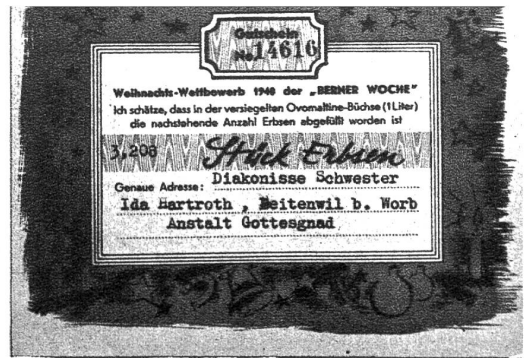 Gutschein
No 14616
Weihnachts-Wettbewerb 1940 der „BERNER WOCHE"
Ich schätze, dass in der versiegelten Ovomaltine-Büchse (1 Liter)
die nachstehende Anzahl Erbsen abgefüllt worden ist
3,208 Stück Erbsen
Genaue Adresse: Diakonisse Schwester
Ida Hartroth , Beitenwil b. Worb
Anstalt Gottesgnad